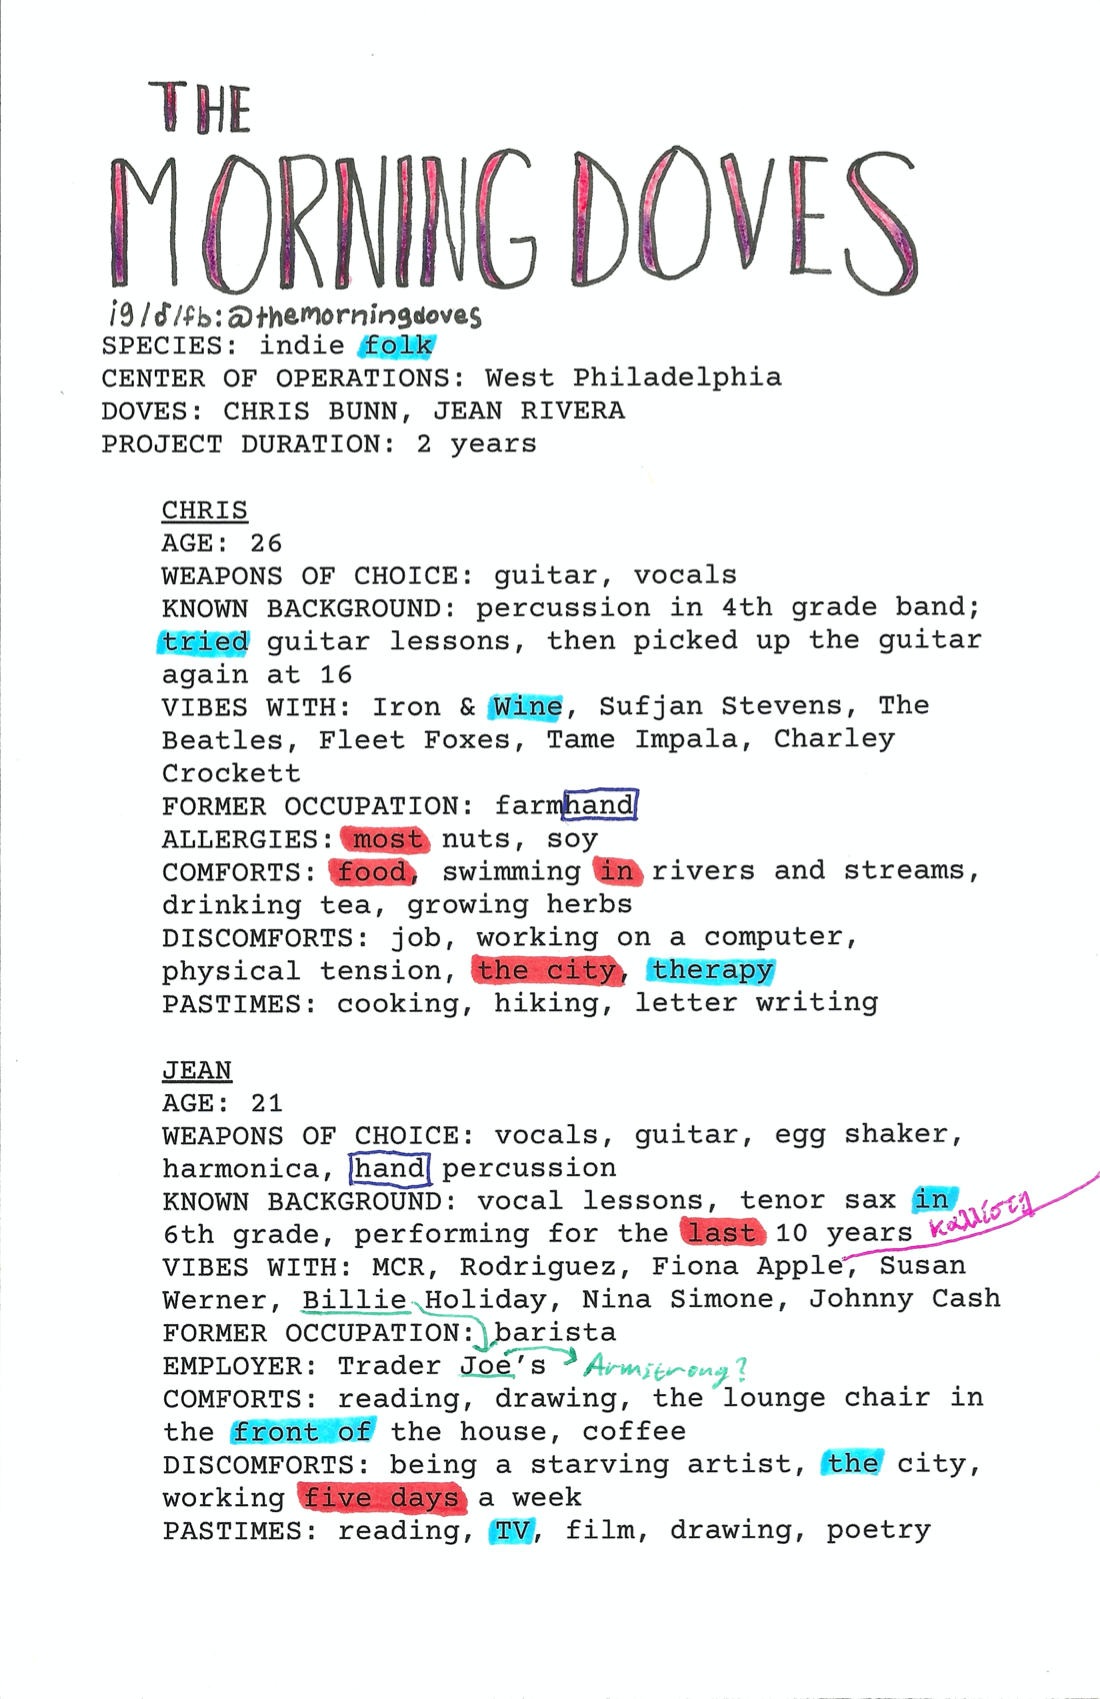 THE
MORNING DOVES
ig/♂/fb:@themorningdoves
SPECIES: indie folk
CENTER OF OPERATIONS: West Philadelphia
DOVES: CHRIS BUNN, JEAN RIVERA
PROJECT DURATION: 2 years
CHRIS
AGE: 26
WEAPONS OF CHOICE: guitar, vocals
KNOWN BACKGROUND: percussion in 4th grade band;
tried guitar lessons, then picked up the guitar
again at 16
VIBES WITH: Iron & Wine, Sufjan Stevens, The
Beatles, Fleet Foxes, Tame Impala, Charley
Crockett
FORMER OCCUPATION: farmhand
ALLERGIES: most nuts, soy
COMFORTS: food, swimming in rivers and streams,
drinking tea, growing herbs
DISCOMFORTS: job, working on a computer,
physical tension, the city, therapy
PASTIMES: cooking, hiking, letter writing
JEAN
AGE: 21
WEAPONS OF CHOICE: vocals, guitar, egg shaker,
harmonica, hand percussion
KNOWN BACKGROUND: vocal lessons, tenor sax in
6th grade, performing for the last 10 years καλλίστῃ
VIBES WITH: MCR, Rodriguez, Fiona Apple, Susan
Werner, Billie Holiday, Nina Simone, Johnny Cash
FORMER OCCUPATION: barista
EMPLOYER: Trader Joe's Armstrong?
COMFORTS: reading, drawing, the lounge chair in
the front of the house, coffee
DISCOMFORTS: being a starving artist, the city,
working five days a week
PASTIMES: reading, TV, film, drawing, poetry